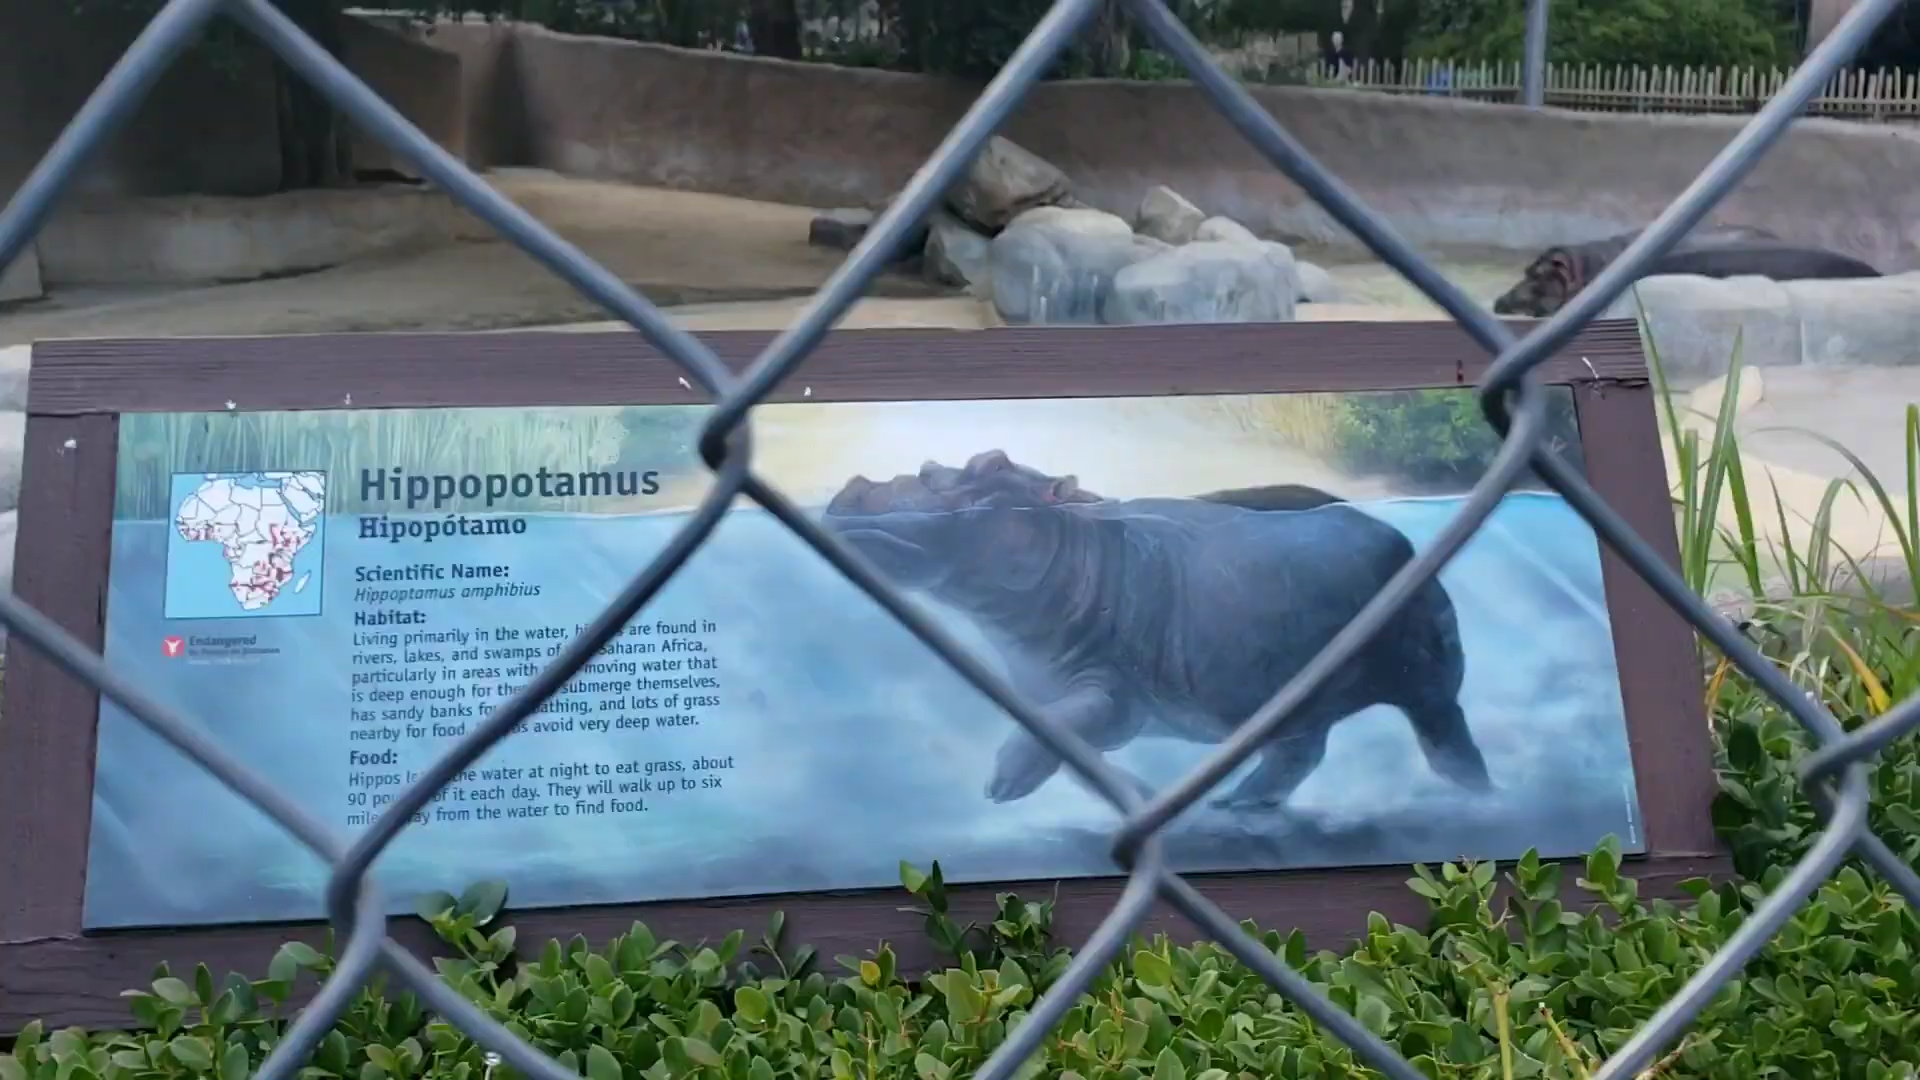 Hippopotamus
Hipopótamo
Scientific Name:
Hippoptamus amphibius
Habitat:
Living primarily in the water, are found in
rivers, lakes, and swamps of Saharan Africa,
particularly in areas with moving water that
is deep enough for submerge themselves,
has sandy banks and lots of grass
nearby for food. avoid very deep water.
Food:
Hippos the water at night to eat grass, about
90 of it each day. They will walk up to six
from the water to find food.
Endangered